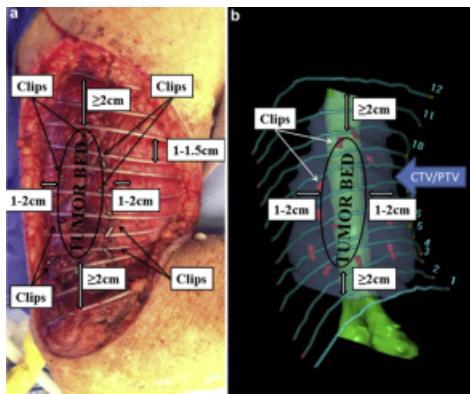 a
Clips
Clips
≥2cm
1-1.5cm
TUMOR BED
1-2cm
1-2cm
≥2cm
Clips
Clips
b
12
11
10
≥2cm
Clips
CTV/PTV
TUMOR BED
1-2cm
1-2cm
6
5
4
3
2
1
≥2cm